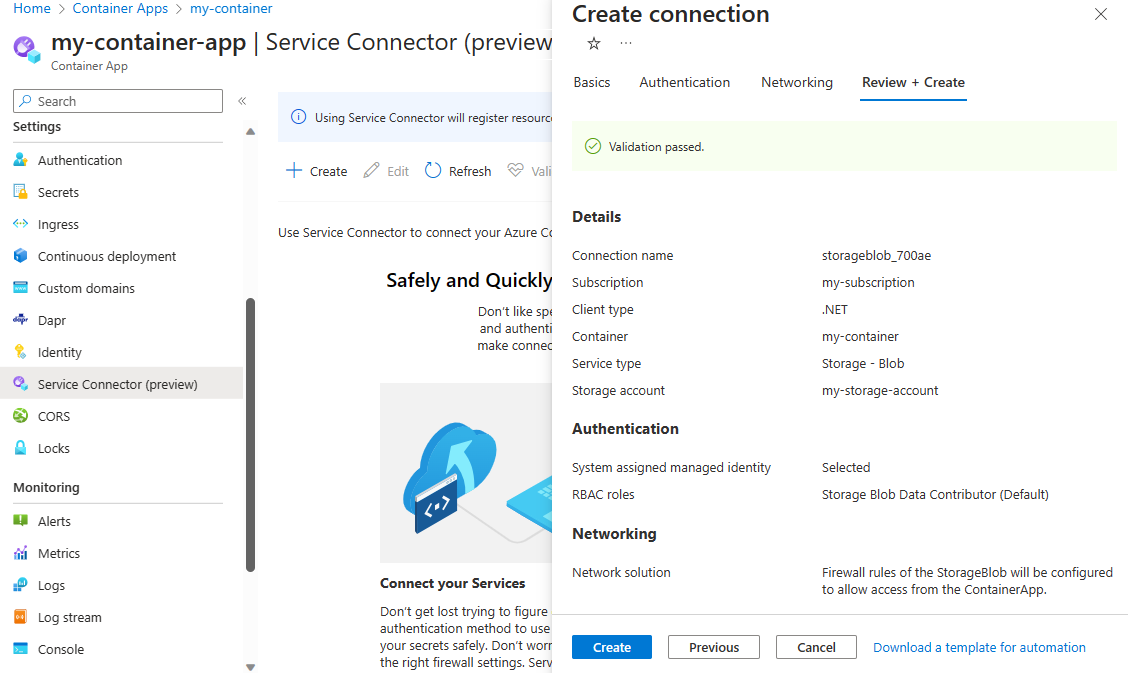 Home > Container Apps > my-container
my-container-app | Service Connector (preview
Container App
Search
«
Settings
Authentication
Secrets
Ingress
Continuous deployment
Custom domains
Dapr
Identity
Service Connector (preview)
CORS
Locks
Monitoring
Alerts
Metrics
Logs
Log stream
Console
Using Service Connector will register resourc
Create Edit Refresh Vali
Use Service Connector to connect your Azure Co
Safely and Quickly
Don't like spe
and authenti
make connec
Connect your Services
Don't get lost trying to figure
authentication method to use
your secrets safely. Don't worr
the right firewall settings. Serv
Create connection
...
Basics Authentication Networking Review + Create
Validation passed.
Details
Connection name storageblob_700ae
Subscription my-subscription
Client type .NET
Container my-container
Service type Storage - Blob
Storage account my-storage-account
Authentication
System assigned managed identity Selected
RBAC roles Storage Blob Data Contributor (Default)
Networking
Network solution Firewall rules of the StorageBlob will be configured
to allow access from the ContainerApp.
Create Previous Cancel Download a template for automation